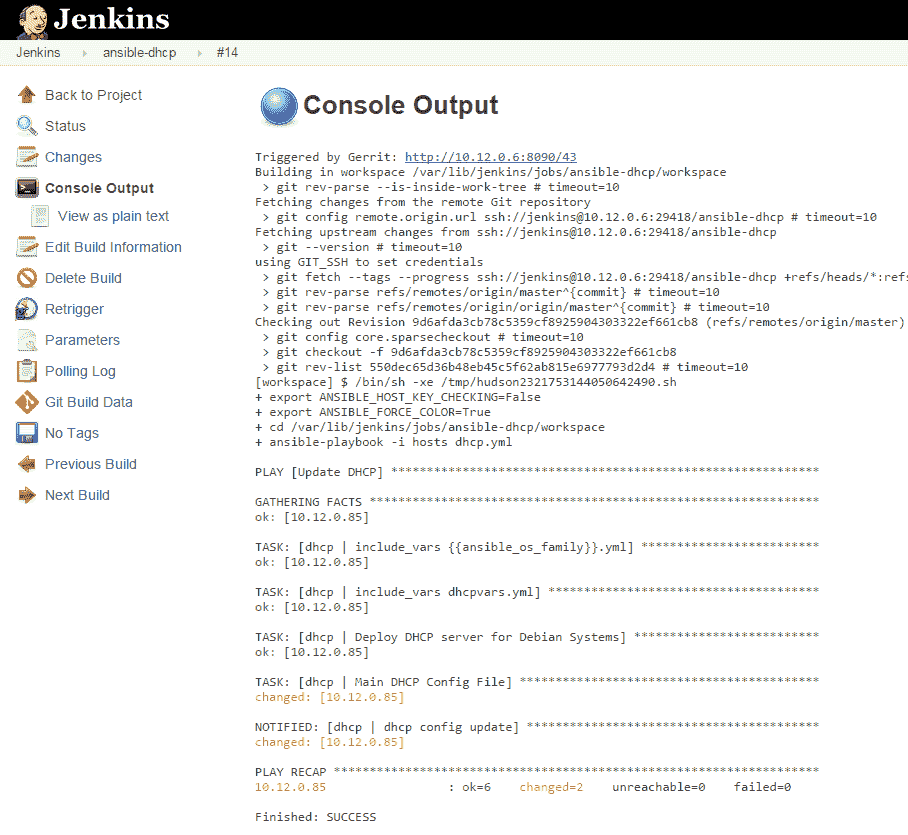 Jenkins
Jenkins ansible-dhcp #14
Back to Project
Status
Changes
Console Output
View as plain text
Edit Build Information
Delete Build
Retrigger
Parameters
Polling Log
Git Build Data
No Tags
Previous Build
Next Build
Console Output
Triggered by Gerrit: http://10.12.0.6:8090/43
Building in workspace /var/lib/jenkins/jobs/ansible-dhcp/workspace
> git rev-parse --is-inside-work-tree # timeout=10
Fetching changes from the remote Git repository
> git config remote.origin.url ssh://jenkins@10.12.0.6:29418/ansible-dhcp # timeout=10
Fetching upstream changes from ssh://jenkins@10.12.0.6:29418/ansible-dhcp
> git --version # timeout=10
using GIT_SSH to set credentials
> git fetch --tags --progress ssh://jenkins@10.12.0.6:29418/ansible-dhcp +refs/heads/*:refs
> git rev-parse refs/remotes/origin/master^{commit} # timeout=10
> git rev-parse refs/remotes/origin/origin/master^{commit} # timeout=10
Checking out Revision 9d6afda3cb78c5359cf8925904303322ef661cb8 (refs/remotes/origin/master)
> git config core.sparsecheckout # timeout=10
> git checkout -f 9d6afda3cb78c5359cf8925904303322ef661cb8
> git rev-list 550dec65d36b48eb45c5f62ab815e6977793d2d4 # timeout=10
[workspace] $ /bin/sh -xe /tmp/hudson2321753144050642490.sh
+ export ANSIBLE_HOST_KEY_CHECKING=False
+ export ANSIBLE_FORCE_COLOR=True
+ cd /var/lib/jenkins/jobs/ansible-dhcp/workspace
+ ansible-playbook -i hosts dhcp.yml
PLAY [Update DHCP] ************************************************************
GATHERING FACTS ***************************************************************
ok: [10.12.0.85]
TASK: [dhcp | include_vars {{ansible_os_family}}.yml] *************************
ok: [10.12.0.85]
TASK: [dhcp | include_vars dhcpvars.yml] **************************************
ok: [10.12.0.85]
TASK: [dhcp | Deploy DHCP server for Debian Systems] **************************
ok: [10.12.0.85]
TASK: [dhcp | Main DHCP Config File] ******************************************
changed: [10.12.0.85]
NOTIFIED: [dhcp | dhcp config update] *****************************************
changed: [10.12.0.85]
PLAY RECAP ********************************************************************
10.12.0.85 : ok=6 changed=2 unreachable=0 failed=0
Finished: SUCCESS